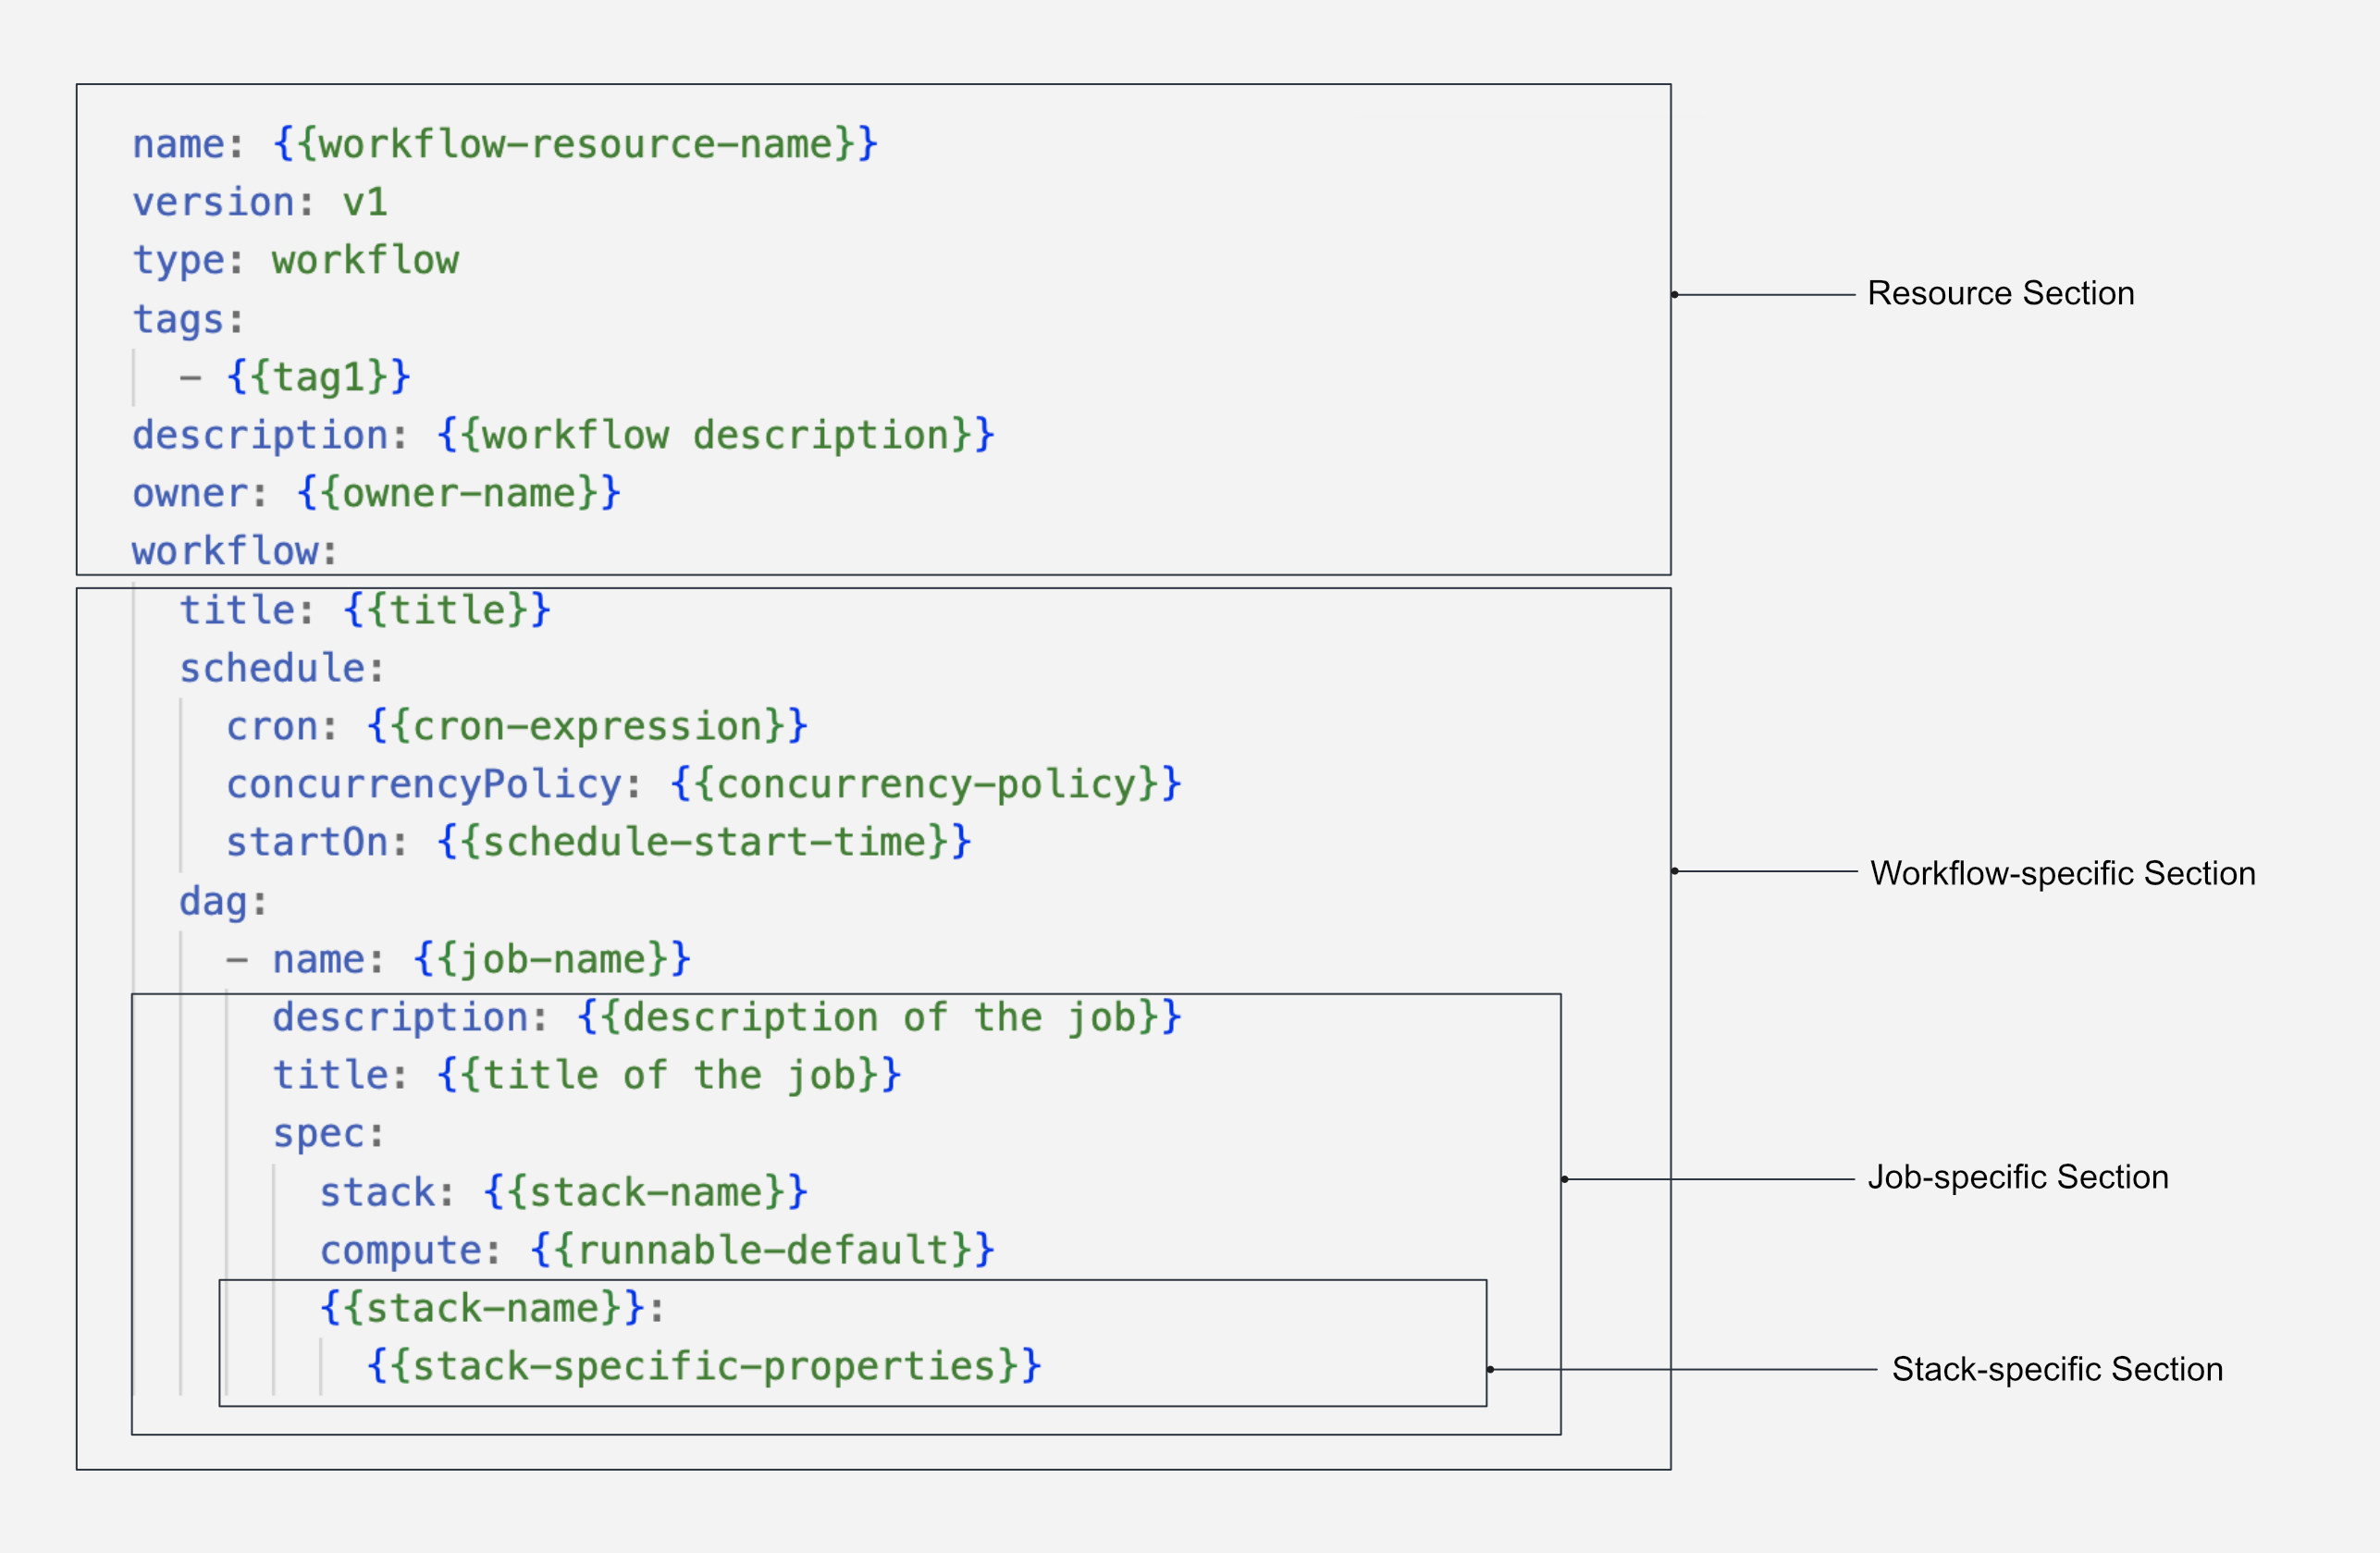 name: {{workflow-resource-name}}
version: v1
type: workflow
tags:
- {{tag1}}
description: {{workflow description}}
owner: {{owner-name}}
workflow:
Resource Section
title: {{title}}
schedule:
cron: {{cron-expression}}
concurrencyPolicy: {{concurrency-policy}}
startOn: {{schedule-start-time}}
dag:
- name: {{job-name}}
Workflow-specific Section
description: {{description of the job}}
title: {{title of the job}}
spec:
stack: {{stack-name}}
compute: {{runnable-default}}
Job-specific Section
{{stack-name}}:
{{stack-specific-properties}}
Stack-specific Section